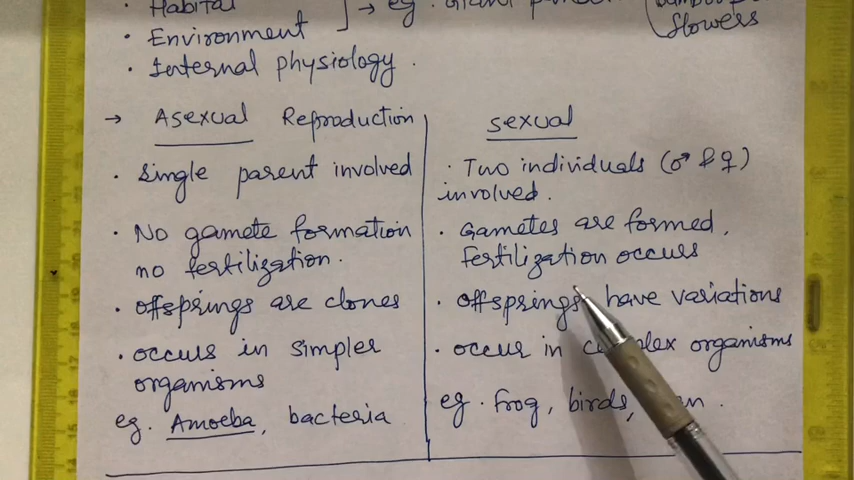 · Habitat
· Environment
→ eg. Giant
flowers
· Internal physiology.
→ Asexual Reproduction
· Single parent involved
· No gamete formation
no fertilization.
· offsprings are clones
· occurs in simpler
organisms
eg. Amoeba, bacteria
sexual
· Two individuals (♂ & ♀)
involved.
· Gametes are formed,
fertilization occurs
· offsprings have variations
· occur in complex organisms
eg. frog, birds,